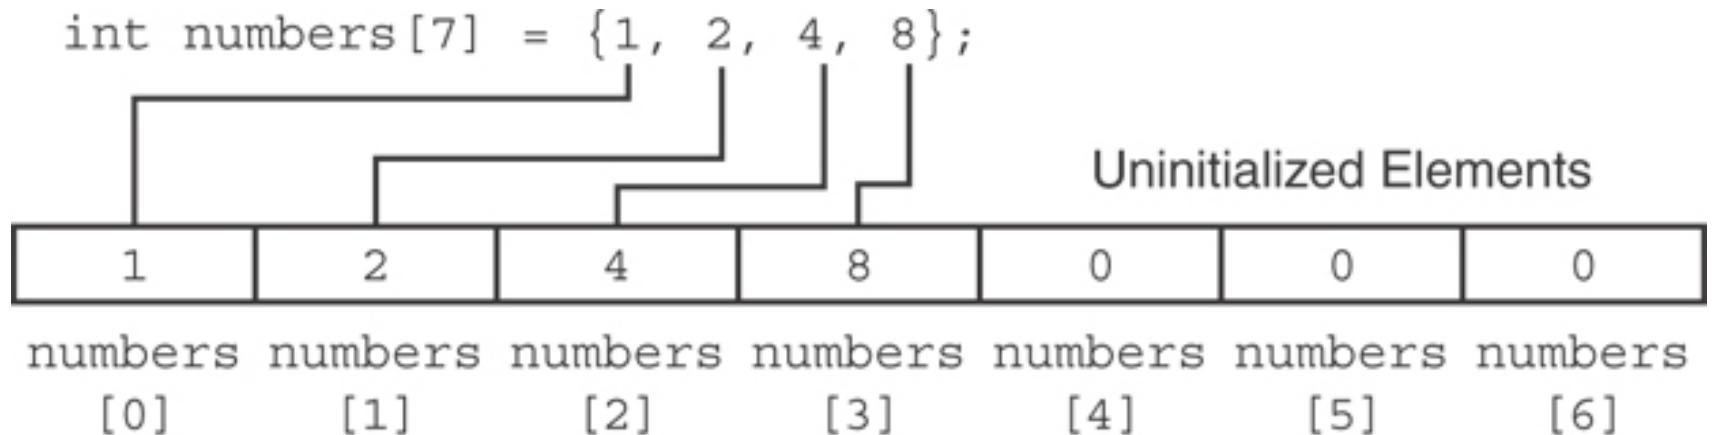 int numbers[7] = {1, 2, 4, 8};
Uninitialized Elements
1 2 4 8 0 0 0
numbers numbers numbers numbers numbers numbers numbers
[0] [1] [2] [3] [4] [5] [6]